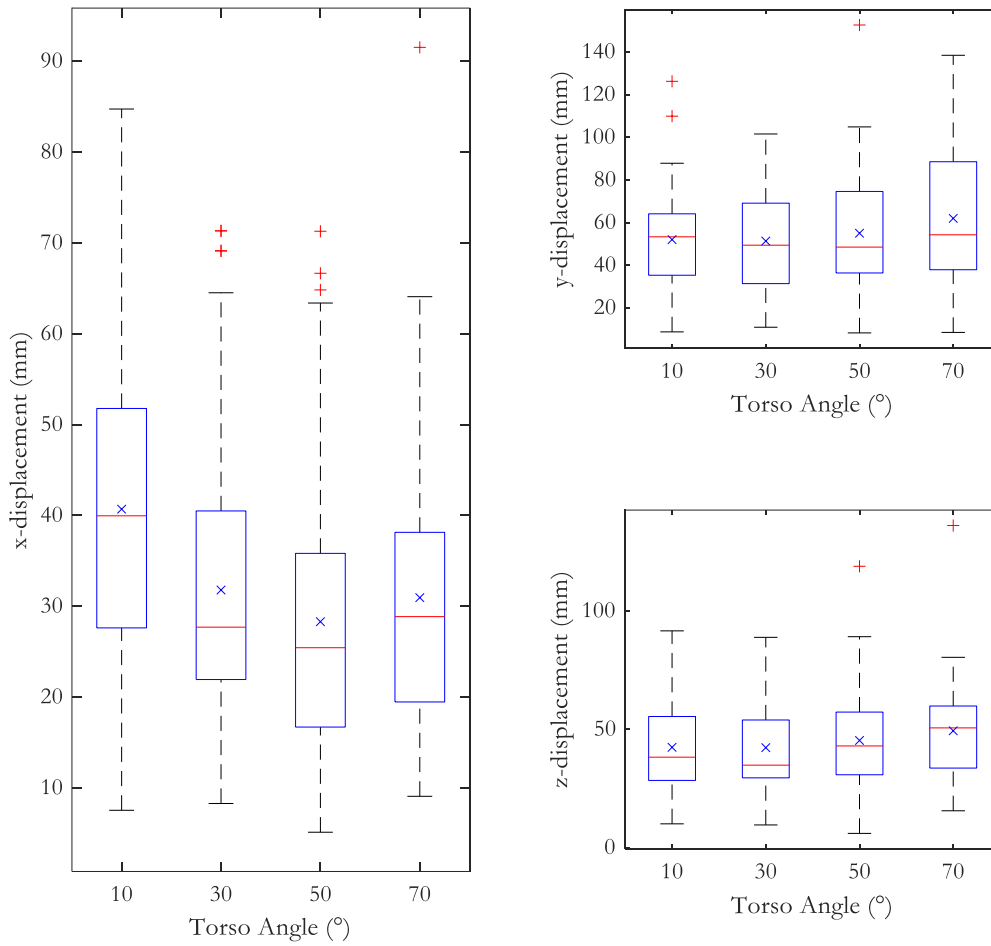 x-displacement (mm)
90
80
70
60
50
40
30
20
10
10 30 50 70
Torso Angle (°)
y-displacement (mm)
140
120
100
80
60
40
20
10 30 50 70
Torso Angle (°)
z-displacement (mm)
100
50
0
10 30 50 70
Torso Angle (°)